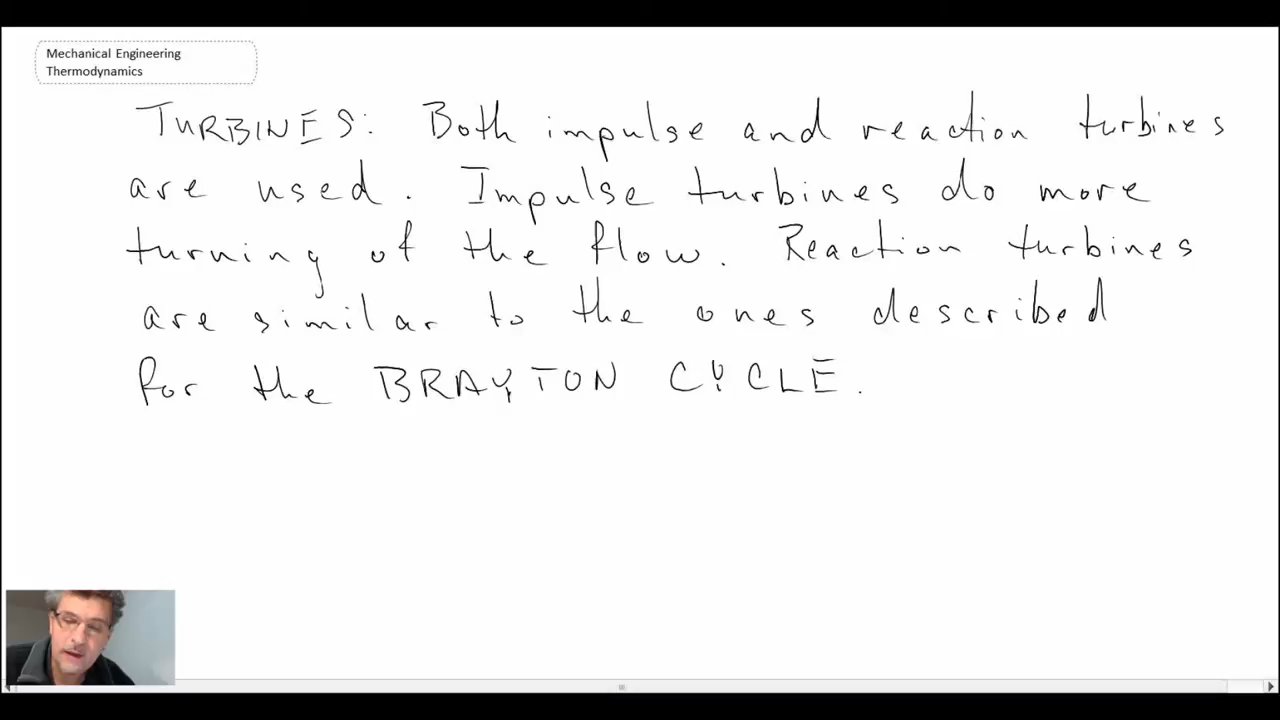 Mechanical Engineering
Thermodynamics
TURBINES: Both impulse and reaction turbines
are used. Impulse turbines do more
turning of the flow. Reaction turbines
are similar to the ones described
for the BRAYTON CYCLE.